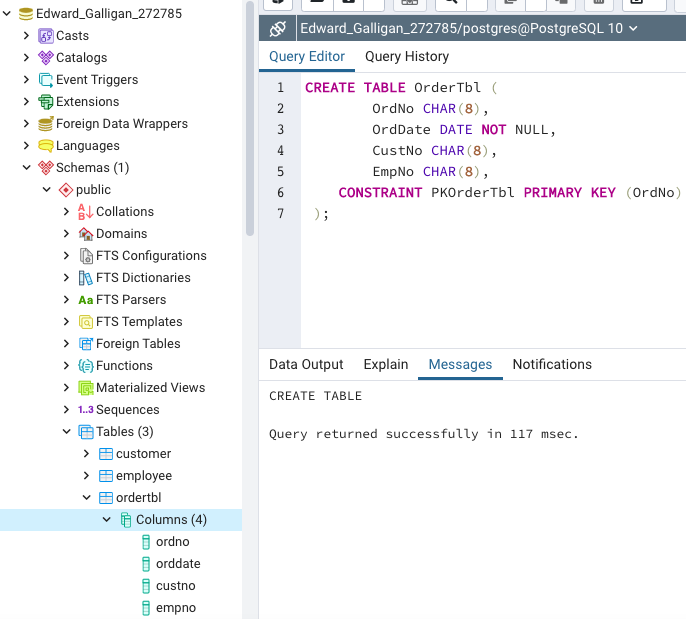 Edward_Galligan_272785
Casts
Catalogs
Event Triggers
Extensions
Foreign Data Wrappers
Languages
Schemas (1)
public
Collations
Domains
FTS Configurations
FTS Dictionaries
Aa FTS Parsers
FTS Templates
Foreign Tables
Functions
Materialized Views
1..3 Sequences
Tables (3)
customer
employee
ordertbl
Columns (4)
ordno
orddate
custno
empno
Edward_Galligan_272785/postgres@PostgreSQL 10
Query Editor Query History
1 CREATE TABLE OrderTbl (
2 OrdNo CHAR(8),
3 OrdDate DATE NOT NULL,
4 CustNo CHAR(8),
5 EmpNo CHAR(8),
6 CONSTRAINT PKOrderTbl PRIMARY KEY (OrdNo)
7 );
Data Output Explain Messages Notifications
CREATE TABLE
Query returned successfully in 117 msec.